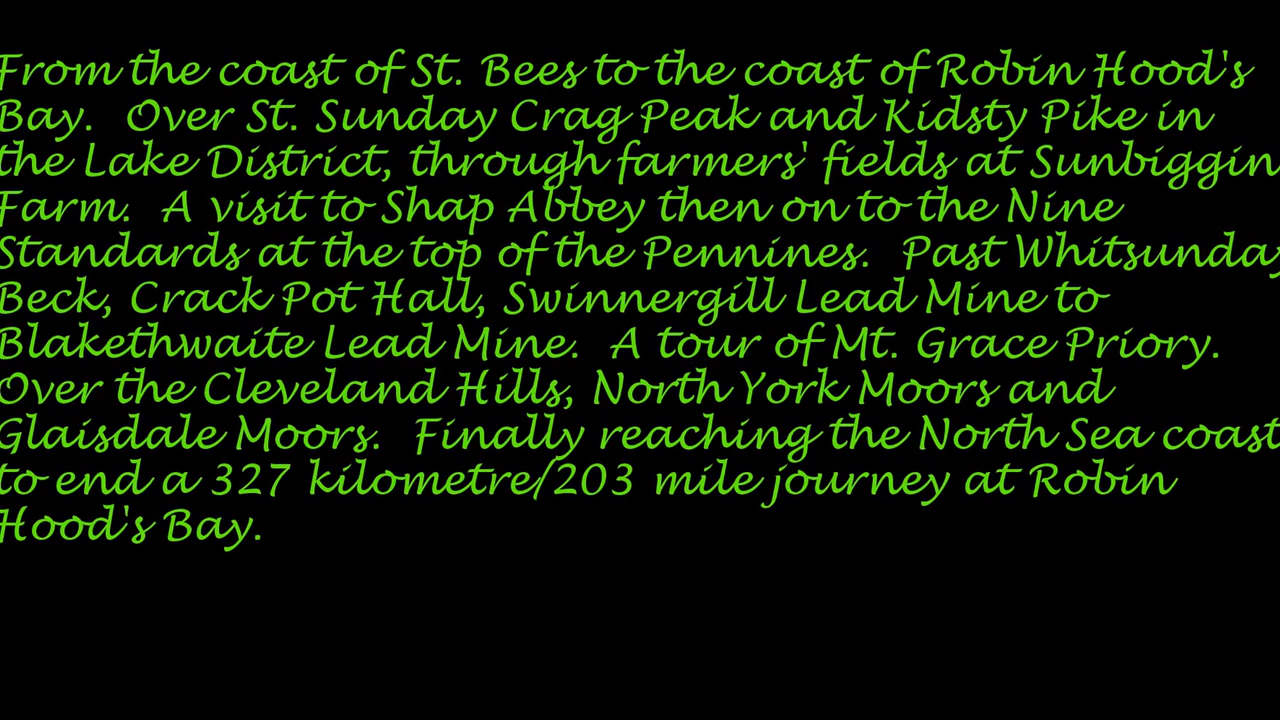 From the coast of St. Bees to the coast of Robin Hood's
Bay.  Over St. Sunday Crag Peak and Kidsty Pike in
the Lake District, through farmers' fields at Sunbiggin
Farm.  A visit to Shap Abbey then on to the Nine
Standards at the top of the Pennines.  Past Whitsunday
Beck, Crack Pot Hall, Swinnergill Lead Mine to
Blakethwaite Lead Mine.  A tour of Mt. Grace Priory.
Over the Cleveland Hills, North York Moors and
Glaisdale Moors.  Finally reaching the North Sea coast
to end a 327 kilometre/203 mile journey at Robin
Hood's Bay.